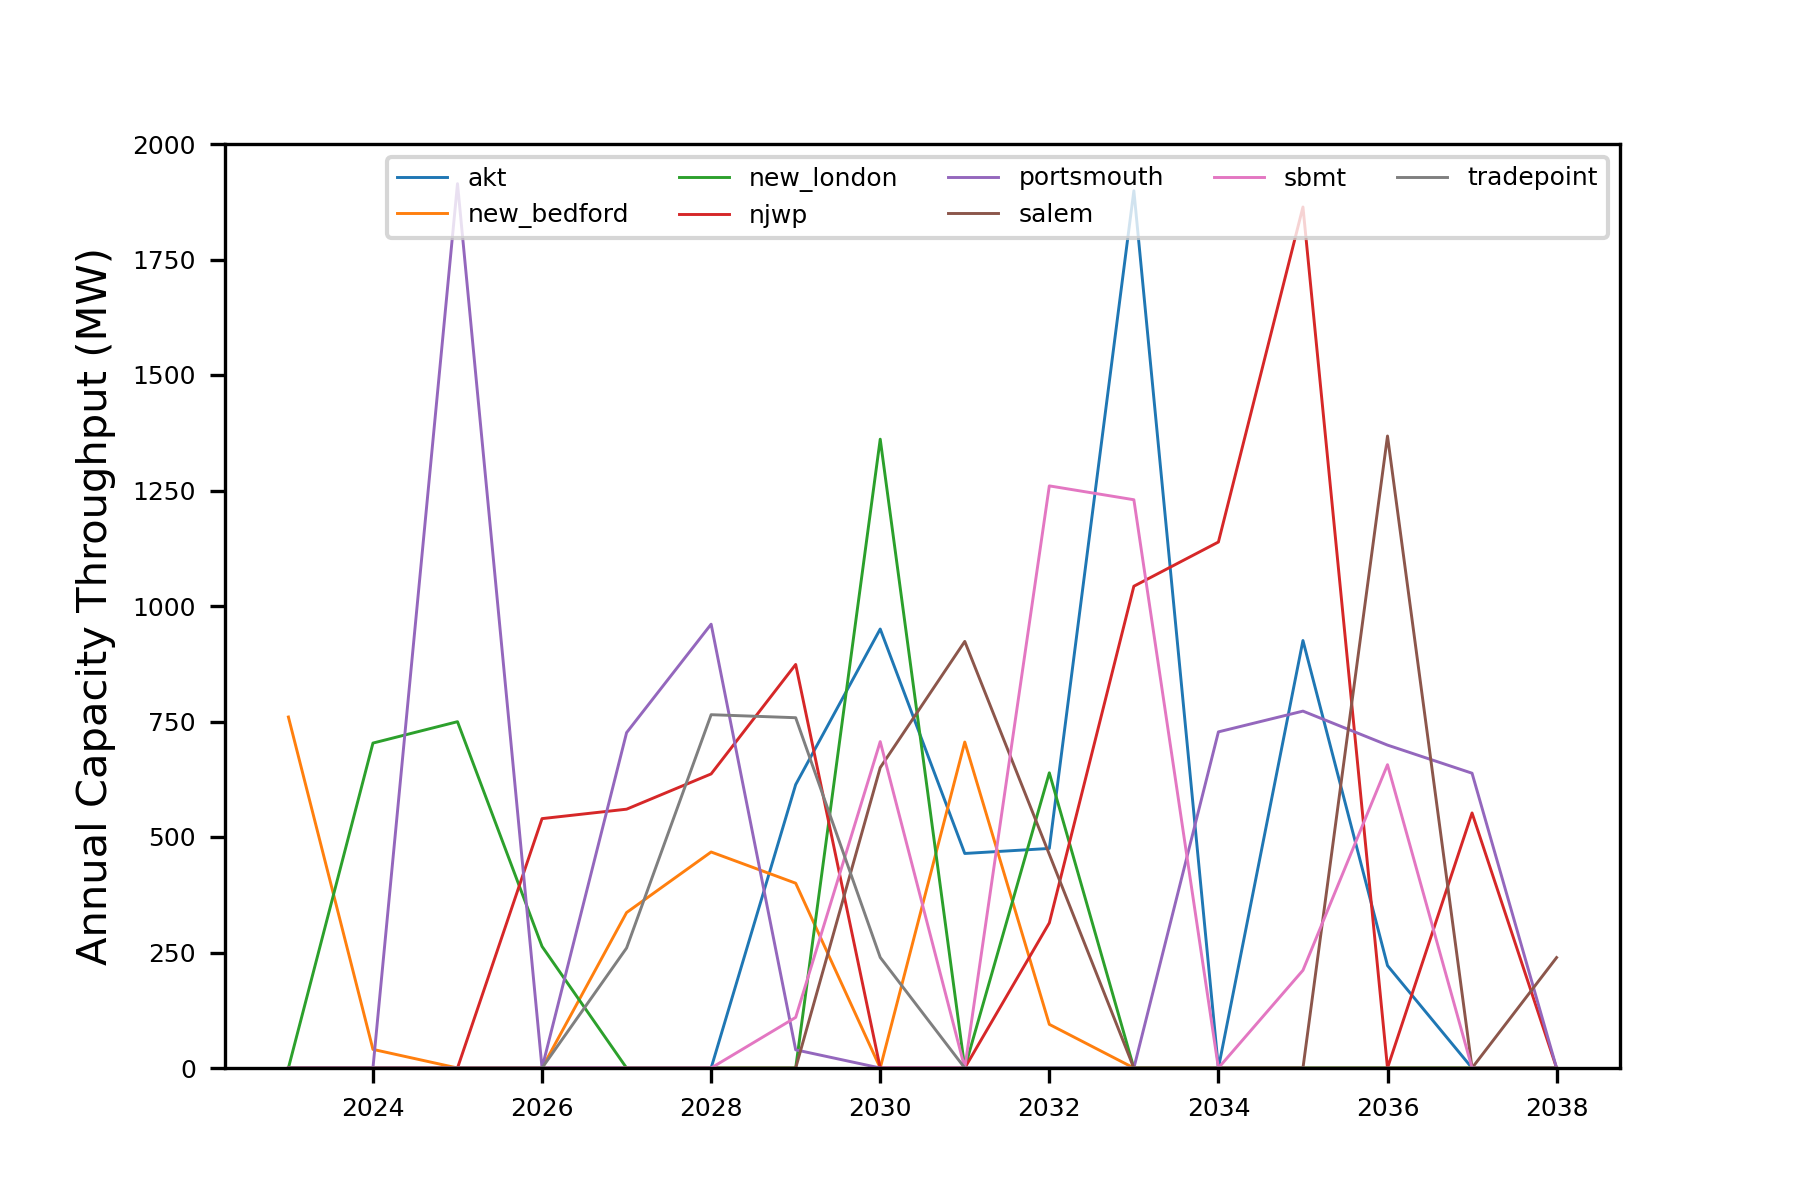 2000
1750
1500
1250
1000
750
500
250
0
Annual Capacity Throughput (MW)
akt new_london portsmouth sbmt tradepoint
new_bedford njwp salem
2024 2026 2028 2030 2032 2034 2036 2038